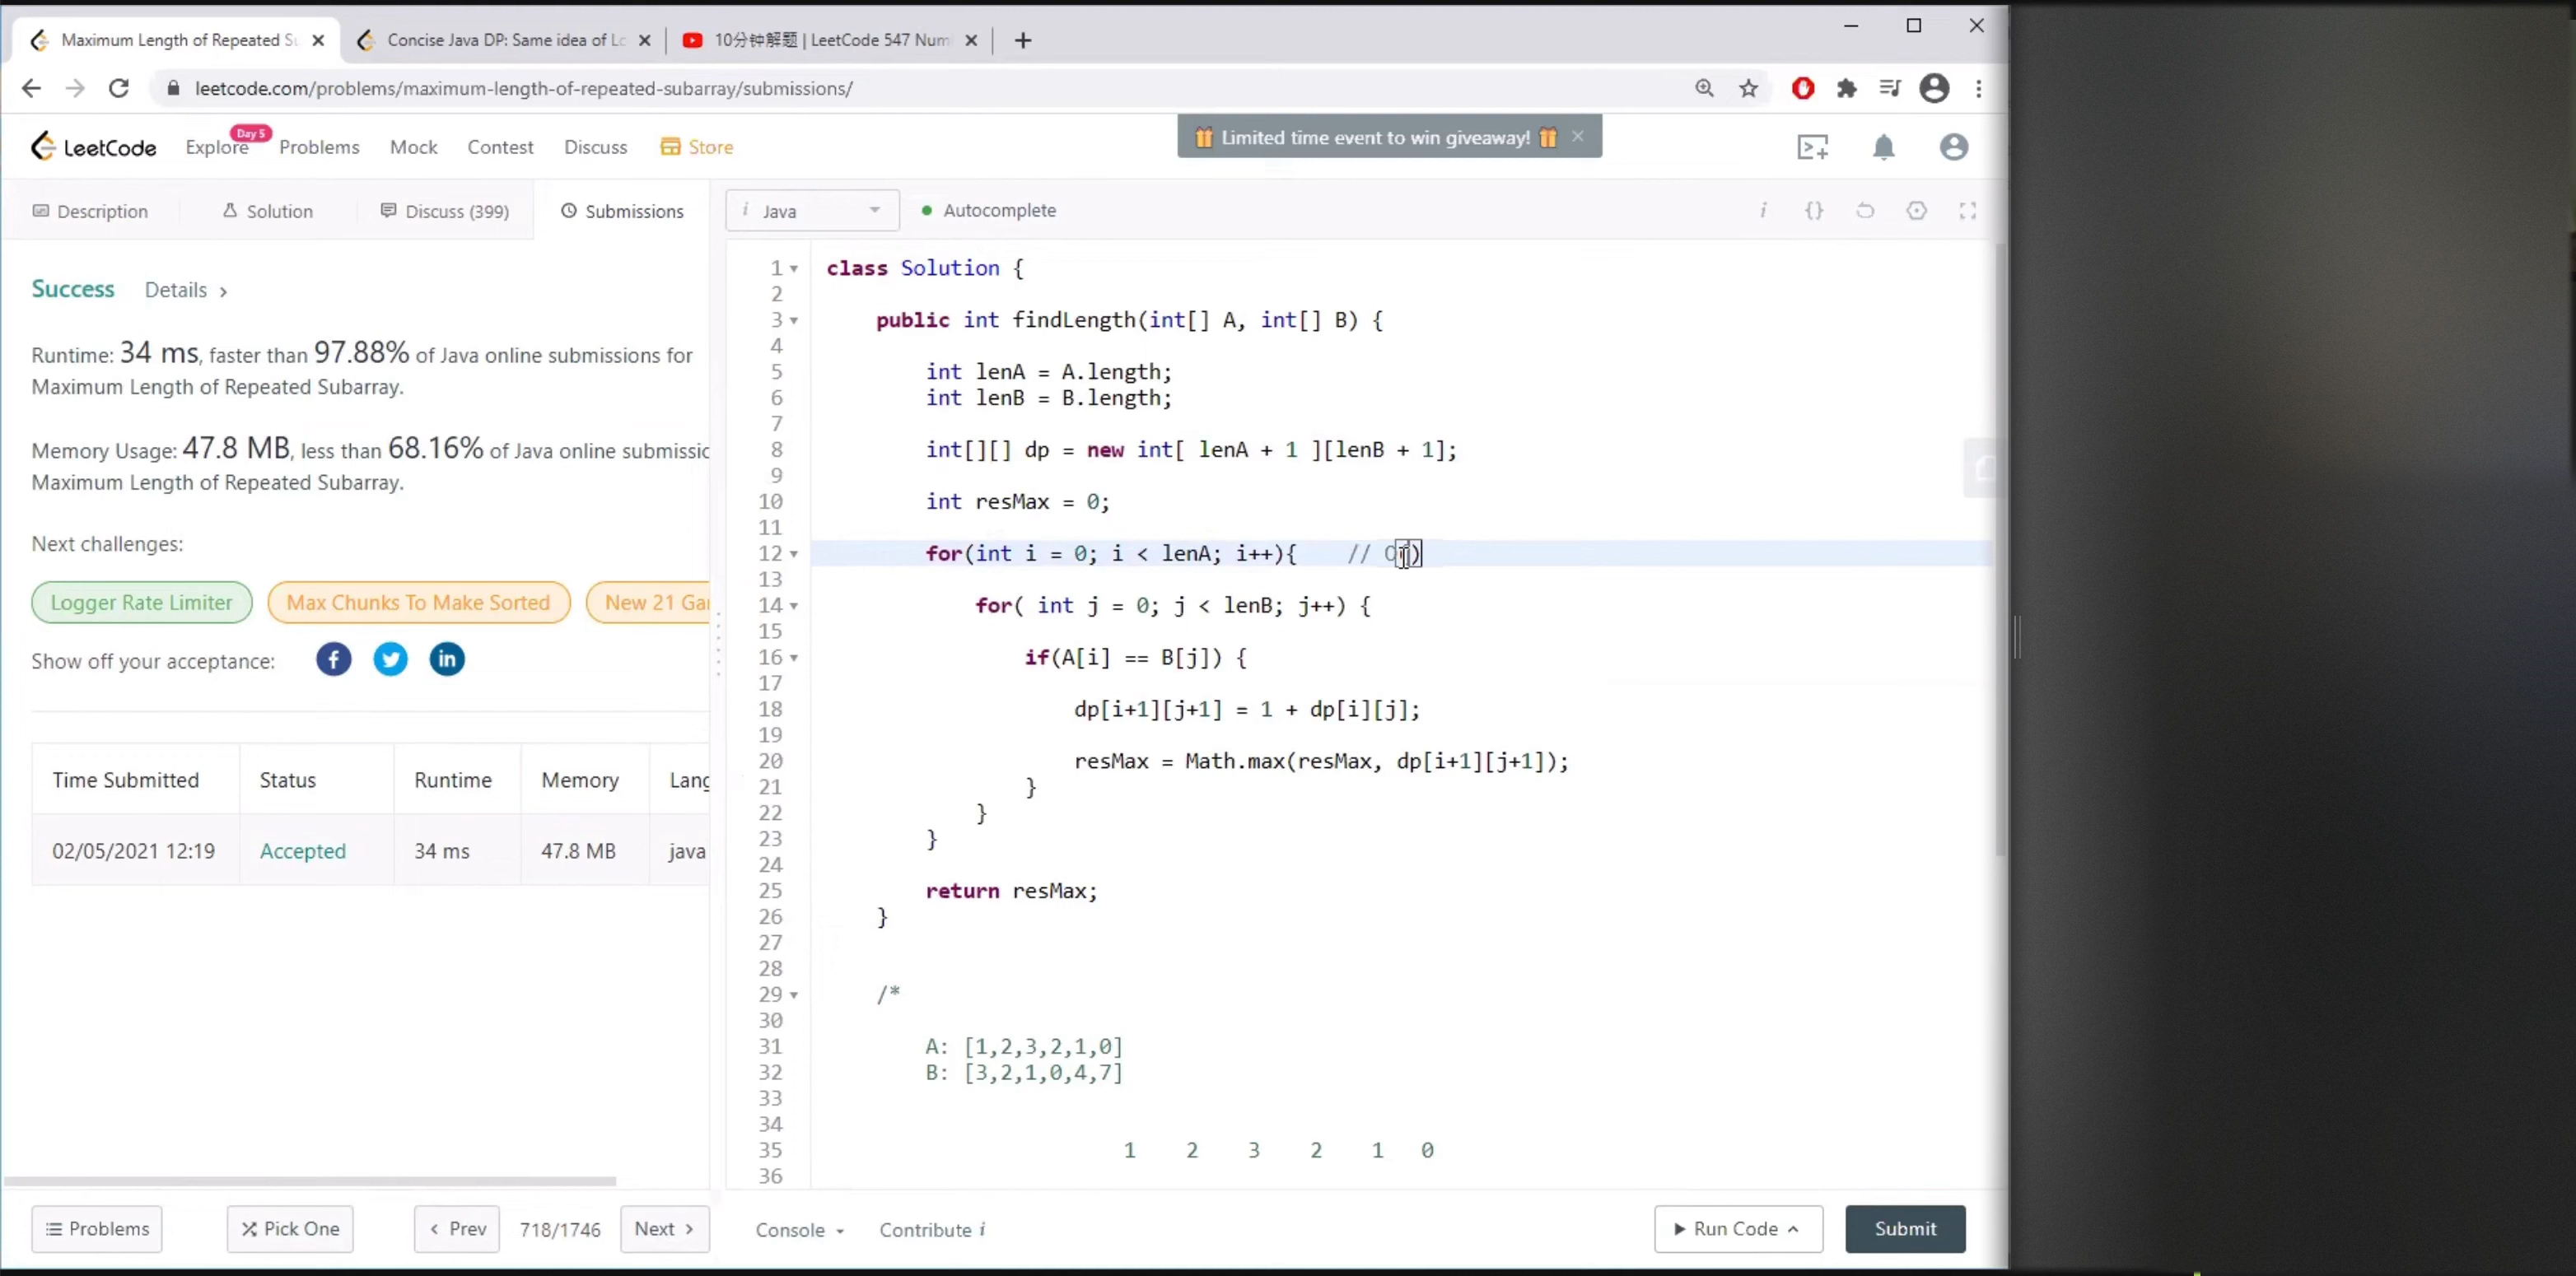 Maximum Length of Repeated Su
Concise Java DP: Same idea of Lo
10分钟解题 | LeetCode 547 Num
leetcode.com/problems/maximum-length-of-repeated-subarray/submissions/
LeetCode
Explore
Day 5
Problems
Mock
Contest
Discuss
Store
Limited time event to win giveaway!
Description
Solution
Discuss (399)
Submissions
i Java
Autocomplete
Success
Details
Runtime: 34 ms, faster than 97.88% of Java online submissions for
Maximum Length of Repeated Subarray.
Memory Usage: 47.8 MB, less than 68.16% of Java online submissic
Maximum Length of Repeated Subarray.
Next challenges:
Logger Rate Limiter
Max Chunks To Make Sorted
New 21 Ga
Show off your acceptance:
Time Submitted Status Runtime Memory Lang
02/05/2021 12:19 Accepted 34 ms 47.8 MB java
1 class Solution {
2
3 public int findLength(int[] A, int[] B) {
4
5 int lenA = A.length;
6 int lenB = B.length;
7
8 int[][] dp = new int[ lenA + 1 ][lenB + 1];
9
10 int resMax = 0;
11
12 for(int i = 0; i < lenA; i++){ // O()
13
14 for( int j = 0; j < lenB; j++) {
15
16 if(A[i] == B[j]) {
17
18 dp[i+1][j+1] = 1 + dp[i][j];
19
20 resMax = Math.max(resMax, dp[i+1][j+1]);
21 }
22 }
23 }
24
25 return resMax;
26 }
27
28
29 /*
30
31 A: [1,2,3,2,1,0]
32 B: [3,2,1,0,4,7]
33
34
35 1 2 3 2 1 0
36
Problems
Pick One
Prev
718/1746
Next
Console
Contribute i
Run Code
Submit